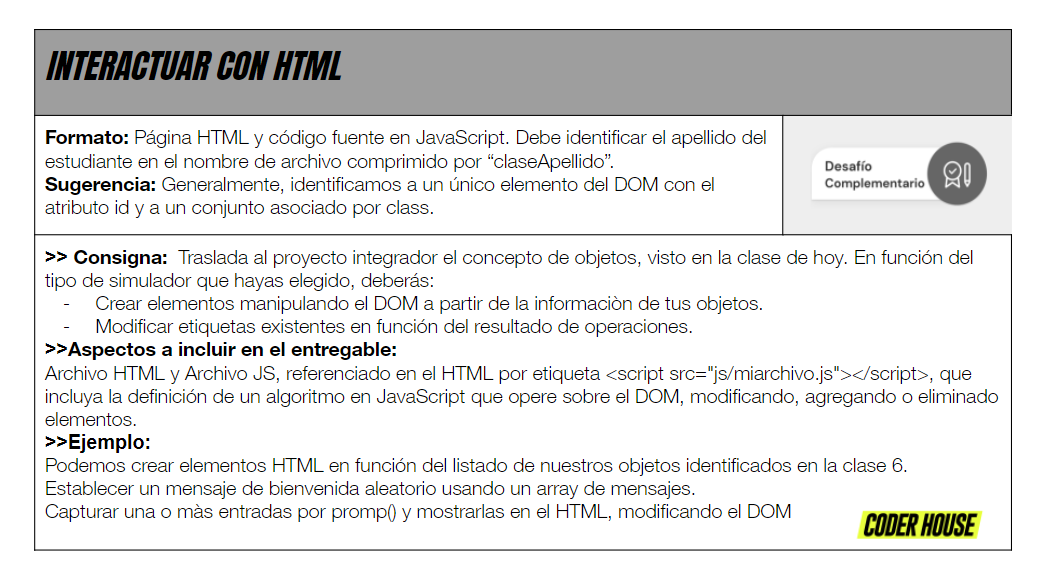 INTERACTUAR CON HTML
Formato: Página HTML y código fuente en JavaScript. Debe identificar el apellido del
estudiante en el nombre de archivo comprimido por “claseApellido”.
Sugerencia: Generalmente, identificamos a un único elemento del DOM con el
atributo id y a un conjunto asociado por class.
Desafío
Complementario
>> Consigna: Traslada al proyecto integrador el concepto de objetos, visto en la clase de hoy. En función del
tipo de simulador que hayas elegido, deberás:
- Crear elementos manipulando el DOM a partir de la informaciòn de tus objetos.
- Modificar etiquetas existentes en función del resultado de operaciones.
>>Aspectos a incluir en el entregable:
Archivo HTML y Archivo JS, referenciado en el HTML por etiqueta <script src="js/miarchivo.js"></script>, que
incluya la definición de un algoritmo en JavaScript que opere sobre el DOM, modificando, agregando o eliminado
elementos.
>>Ejemplo:
Podemos crear elementos HTML en función del listado de nuestros objetos identificados en la clase 6.
Establecer un mensaje de bienvenida aleatorio usando un array de mensajes.
Capturar una o màs entradas por promp() y mostrarlas en el HTML, modificando el DOM
CODER HOUSE